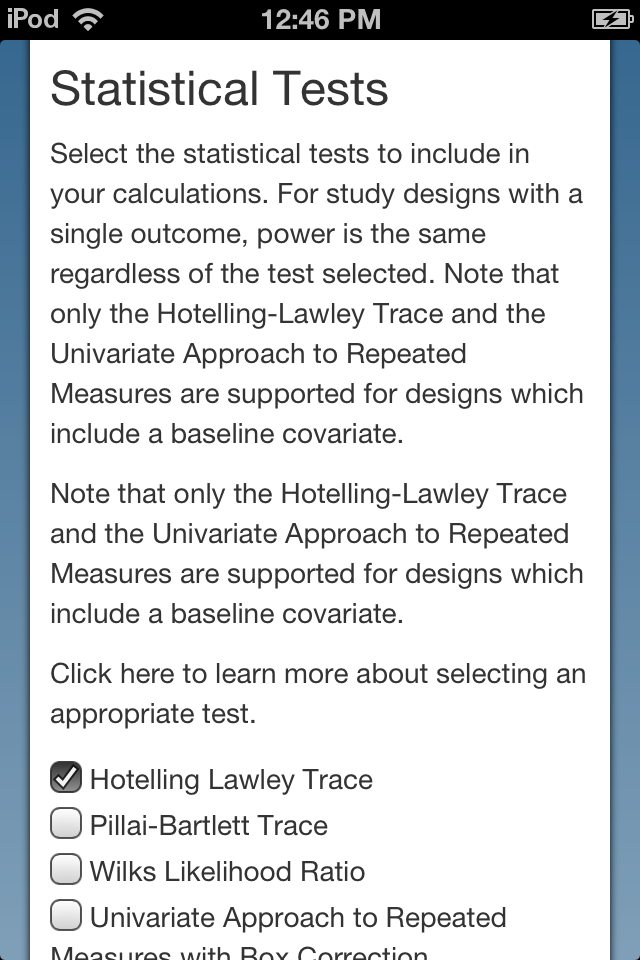 iPod 12:46 PM
Statistical Tests
Select the statistical tests to include in
your calculations. For study designs with a
single outcome, power is the same
regardless of the test selected. Note that
only the Hotelling-Lawley Trace and the
Univariate Approach to Repeated
Measures are supported for designs which
include a baseline covariate.
Note that only the Hotelling-Lawley Trace
and the Univariate Approach to Repeated
Measures are supported for designs which
include a baseline covariate.
Click here to learn more about selecting an
appropriate test.
Hotelling Lawley Trace
Pillai-Bartlett Trace
Wilks Likelihood Ratio
Univariate Approach to Repeated
Measures with Box Correction